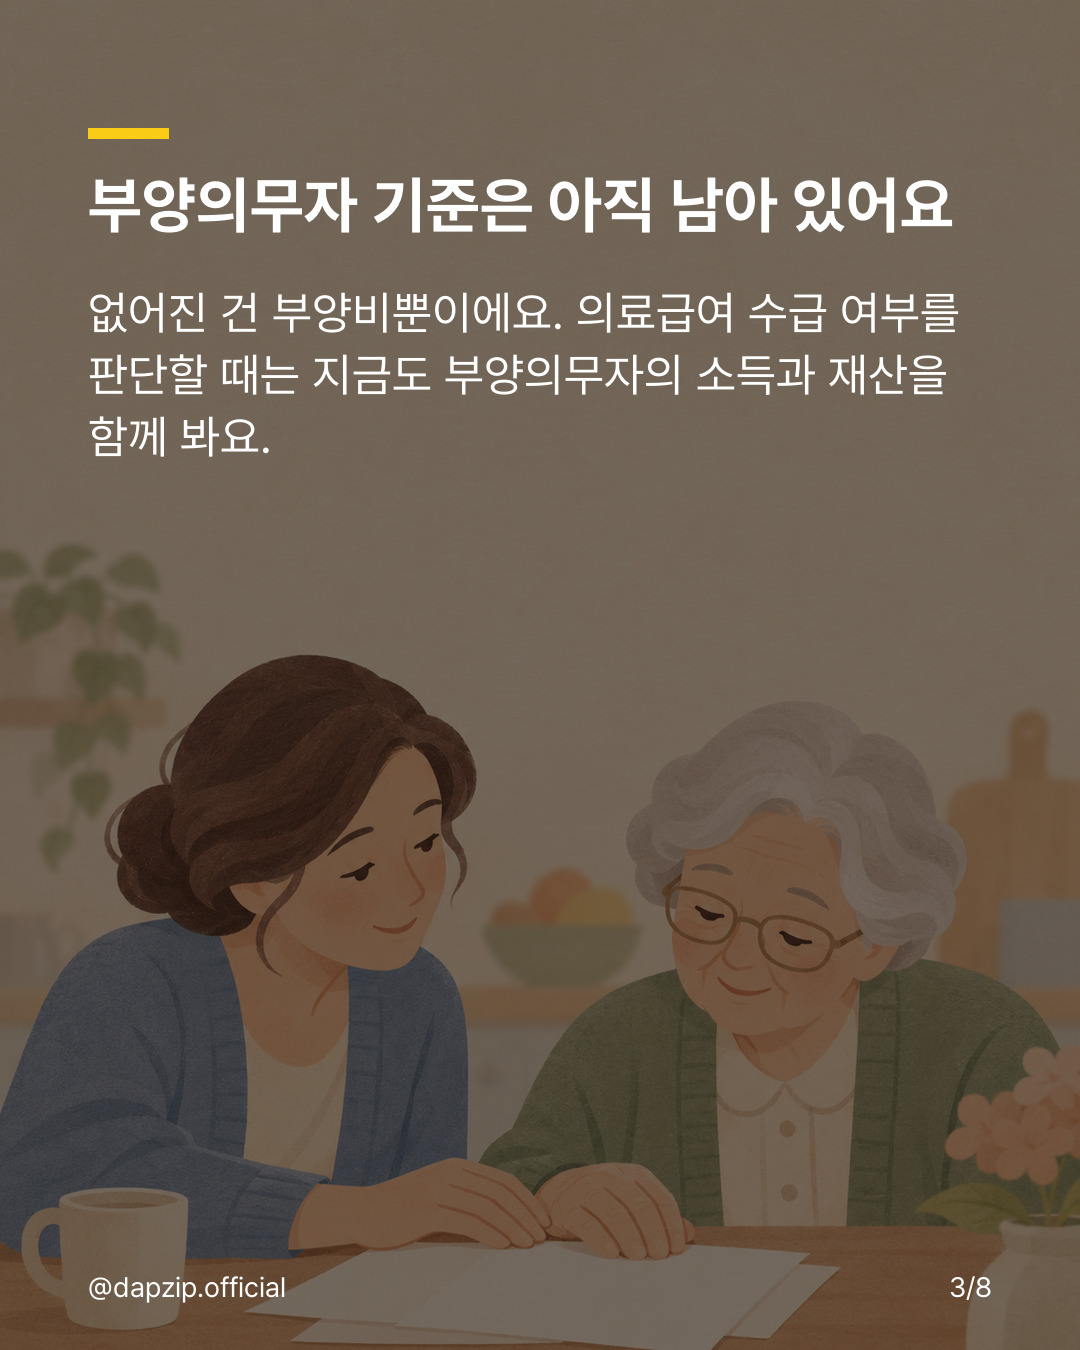 부양의무자 기준은 아직 남아 있어요
없어진 건 부양비뿐이에요. 의료급여 수급 여부를
판단할 때는 지금도 부양의무자의 소득과 재산을
함께 봐요.
@dapzip.official
3/8